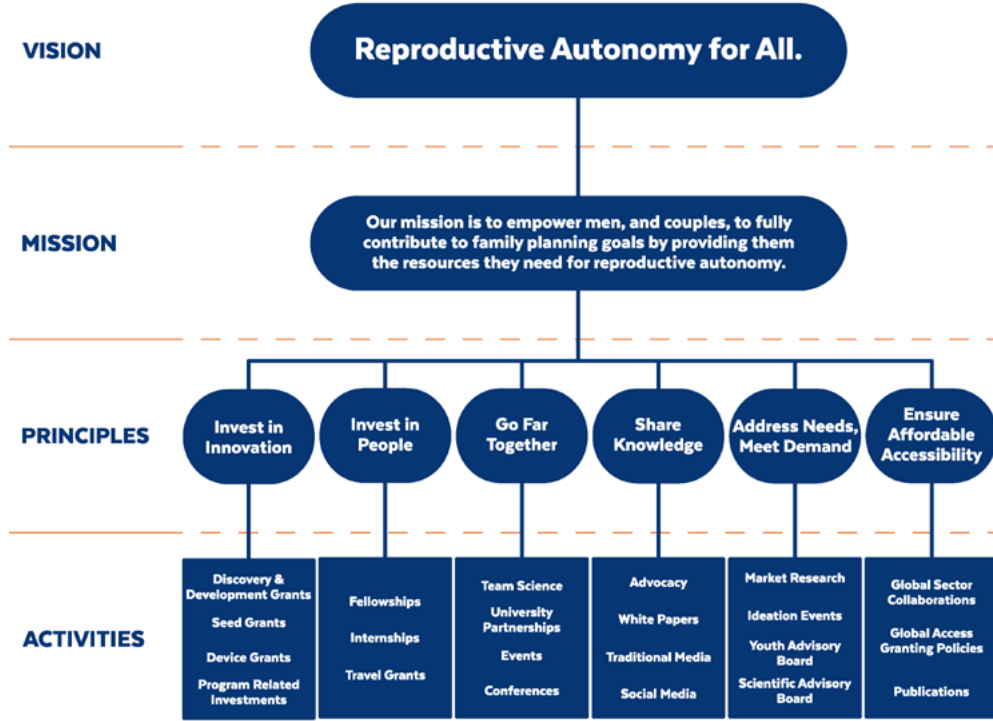 VISION
Reproductive Autonomy for All.
MISSION
Our mission is to empower men, and couples, to fully
contribute to family planning goals by providing them
the resources they need for reproductive autonomy.
PRINCIPLES
Invest in
Innovation
Invest in
People
Go Far
Together
Share
Knowledge
Address Needs,
Meet Demand
Ensure
Affordable
Accessibility
ACTIVITIES
Discovery &
Development Grants
Seed Grants
Device Grants
Program Related
Investments
Fellowships
Internships
Travel Grants
Team Science
University
Partnerships
Events
Conferences
Advocacy
White Papers
Traditional Media
Social Media
Market Research
Ideation Events
Youth Advisory
Board
Scientific Advisory
Board
Global Sector
Collaborations
Global Access
Granting Policies
Publications